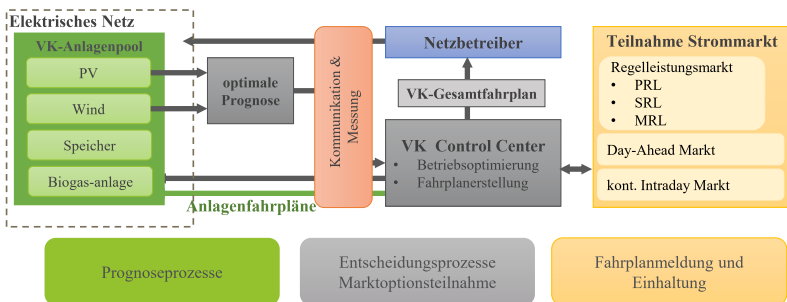 Elektrisches Netz
VK-Anlagenpool
PV
Wind
Speicher
Biogas-anlage
optimale
Prognose
Anlagenfahrpläne
Kommunikation &
Messung
Netzbetreiber
VK-Gesamtfahrplan
VK Control Center
• Betriebsoptimierung
• Fahrplanerstellung
Teilnahme Strommarkt
Regelleistungsmarkt
• PRL
• SRL
• MRL
Day-Ahead Markt
kont. Intraday Markt
Prognoseprozesse
Entscheidungsprozesse
Marktoptionsteilnahme
Fahrplanmeldung und
Einhaltung